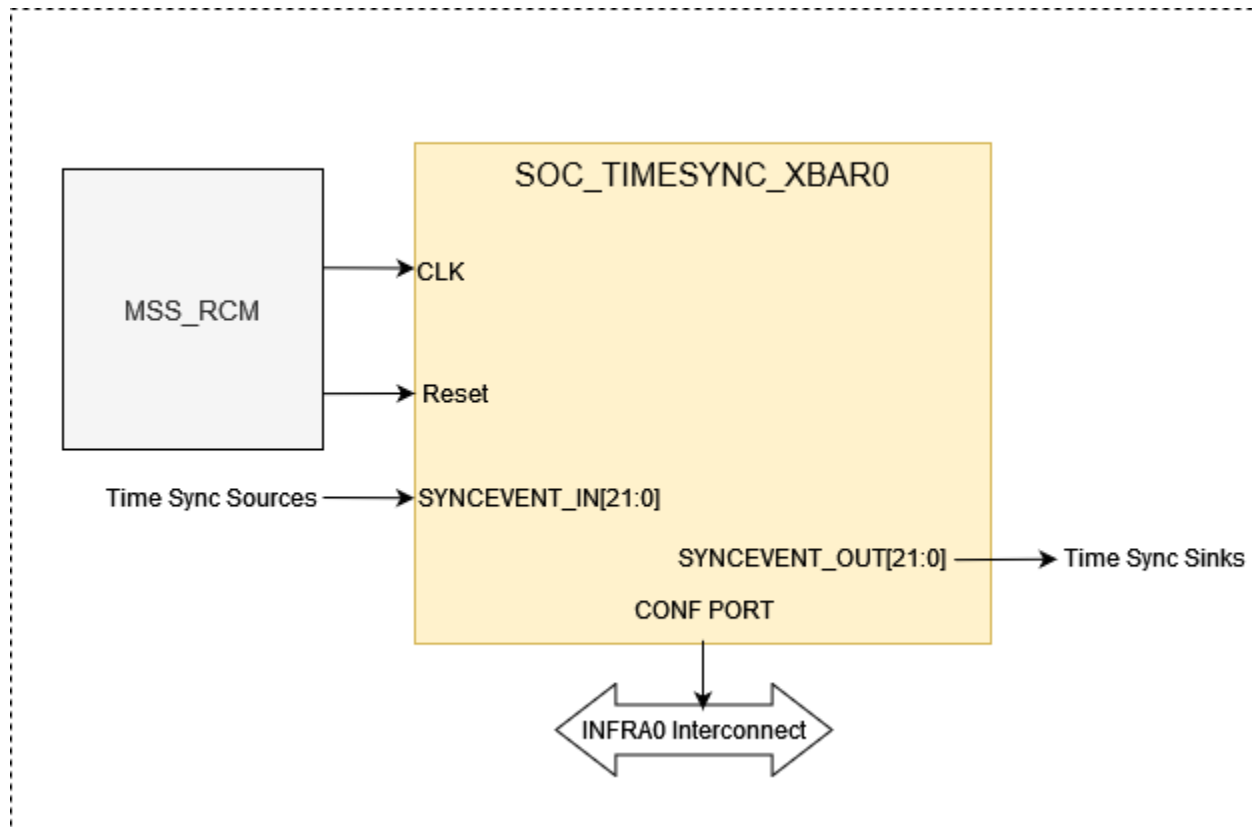 SOC_TIMESYNC_XBAR0
CLK
MSS_RCM
Reset
Time Sync Sources
SYNCEVENT_IN[21:0]
SYNCEVENT_OUT[21:0]
Time Sync Sinks
CONF PORT
INFRA0 Interconnect